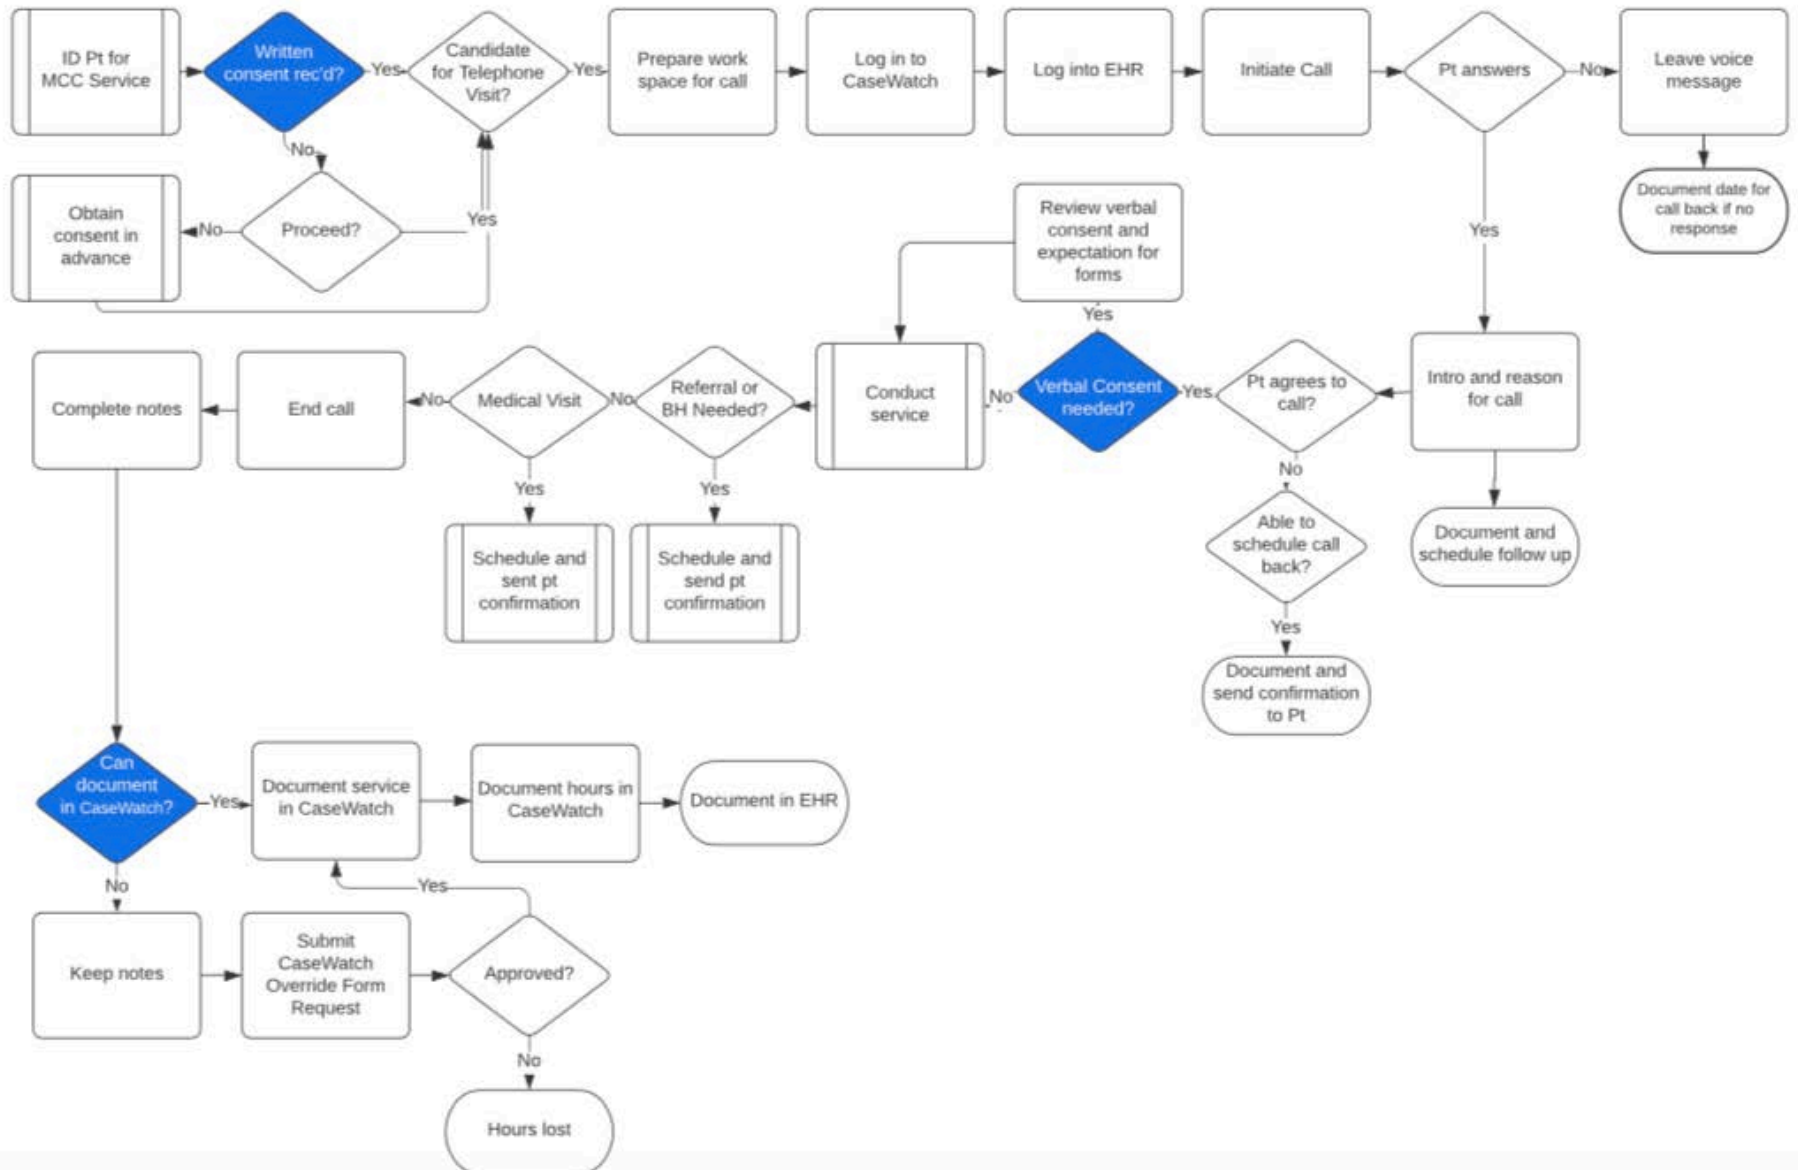 ID Pt for
MCC Service
Written
consent rec'd?
Yes
Candidate
for Telephone
Visit?
Yes
Prepare work
space for call
Log in to
CaseWatch
Log into EHR
Initiate Call
Pt answers
No
Leave voice
message
No
Obtain
consent in
advance
No
Proceed?
Yes
Review verbal
consent and
expectation for
forms
Yes
Document date for
call back if no
response
Yes
Complete notes
End call
No
Medical Visit
No
Referral or
BH Needed?
Conduct
service
No
Verbal Consent
needed?
Yes
Pt agrees to
call?
Intro and reason
for call
Yes
Yes
No
Schedule and
sent pt
confirmation
Schedule and
send pt
confirmation
Able to
schedule call
back?
Document and
schedule follow up
Yes
Document and
send confirmation
to Pt
Can
document
in CaseWatch?
Yes
Document service
in CaseWatch
Document hours in
CaseWatch
Document in EHR
No
Yes
Keep notes
Submit
CaseWatch
Override Form
Request
Approved?
No
Hours lost